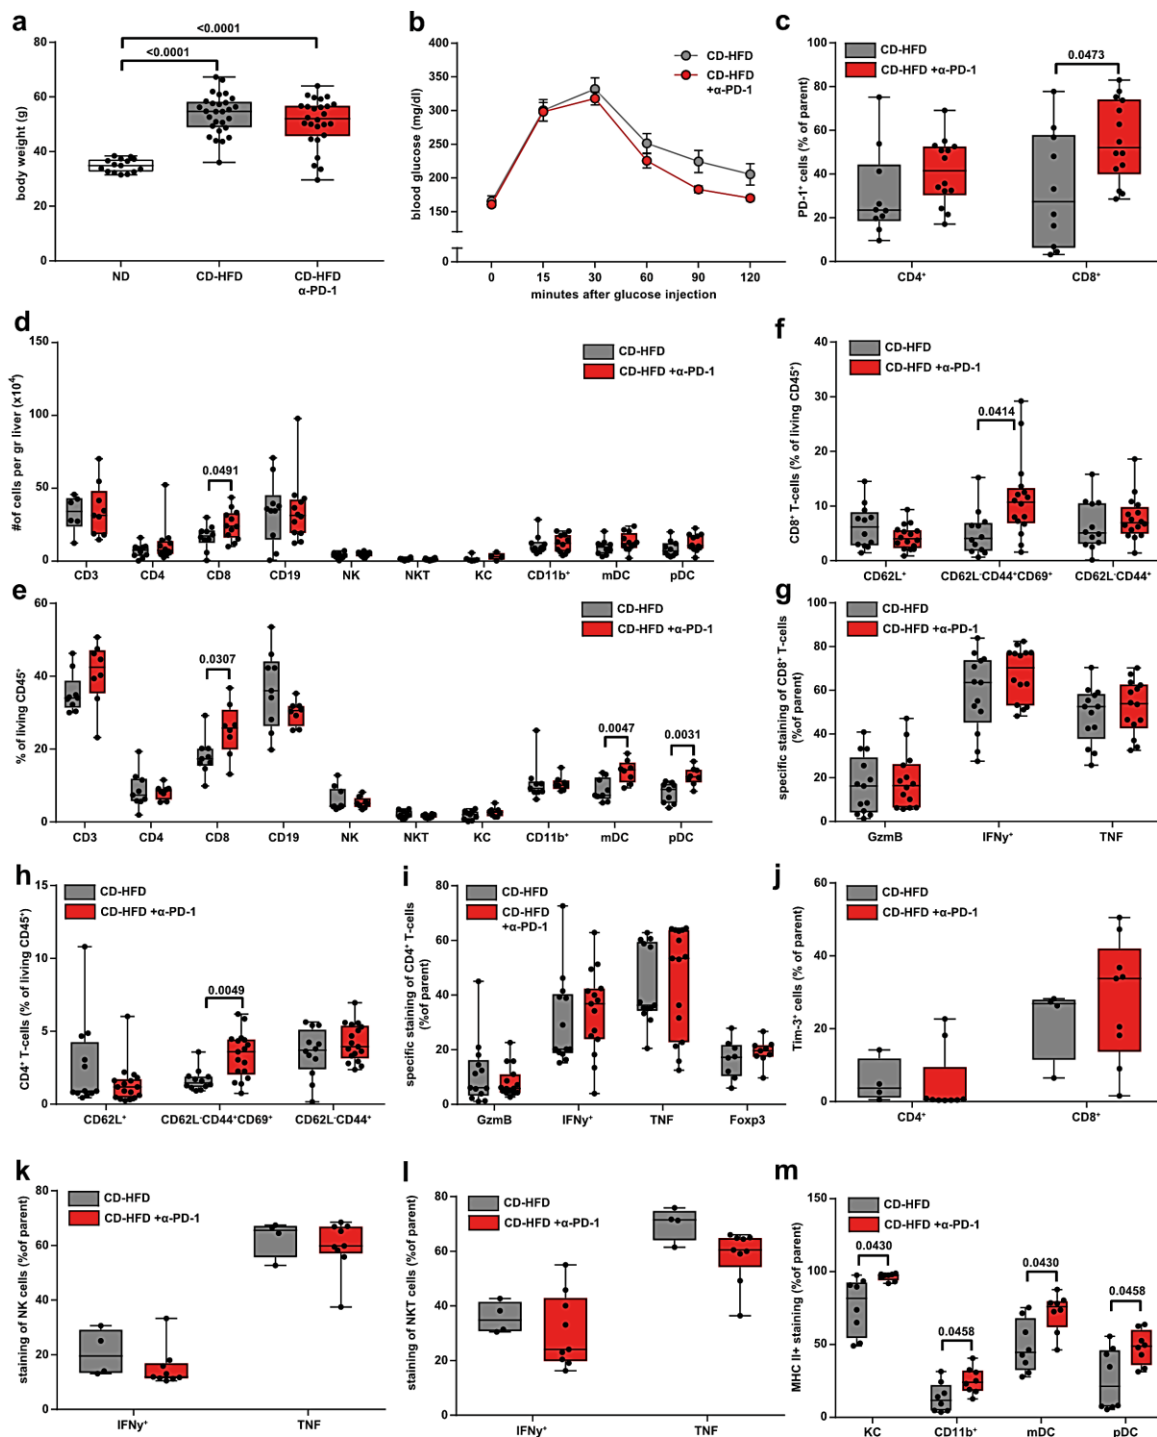 a
body weight (g)
80
60
40
20
0
<0.0001
<0.0001
ND
CD-HFD
CD-HFD
α-PD-1
b
blood glucose (mg/dl)
400
350
300
250
200
150
0
CD-HFD
CD-HFD
+α-PD-1
0
15
30
60
90
120
minutes after glucose injection
c
PD-1⁺ cells (% of parent)
100
80
60
40
20
0
CD-HFD
CD-HFD +α-PD-1
0.0473
CD4⁺
CD8⁺
d
#of cells per gr liver (x10⁴)
150
100
50
0
CD-HFD
CD-HFD +α-PD-1
0.0491
CD3
CD4
CD8
CD19
NK
NKT
KC
CD11b⁺
mDC
pDC
e
% of living CD45⁺
60
40
20
0
CD-HFD
CD-HFD +α-PD-1
0.0307
0.0047
0.0031
CD3
CD4
CD8
CD19
NK
NKT
KC
CD11b⁺
mDC
pDC
f
CD8⁺ T-cells (% of living CD45⁺)
40
30
20
10
0
CD-HFD
CD-HFD +α-PD-1
0.0414
CD62L⁺
CD62L⁻CD44⁺CD69⁺
CD62L⁻CD44⁺
g
specific staining of CD8⁺ T-cells
(%of parent)
100
80
60
40
20
0
CD-HFD
CD-HFD +α-PD-1
GzmB
IFNy⁺
TNF
h
CD4⁺ T-cells (% of living CD45⁺)
15
10
5
0
CD-HFD
CD-HFD +α-PD-1
0.0049
CD62L⁺
CD62L⁻CD44⁺CD69⁺
CD62L⁻CD44⁺
i
specific staining of CD4⁺ T-cells
(%of parent)
80
60
40
20
0
CD-HFD
CD-HFD
+α-PD-1
GzmB
IFNy⁺
TNF
Foxp3
j
Tim-3⁺ cells (% of parent)
60
40
20
0
CD-HFD
CD-HFD +α-PD-1
CD4⁺
CD8⁺
k
staining of NK cells (%of parent)
80
60
40
20
0
CD-HFD
CD-HFD +α-PD-1
IFNy⁺
TNF
l
staining of NKT cells (%of parent)
80
60
40
20
0
CD-HFD
CD-HFD +α-PD-1
IFNy⁺
TNF
m
MHC II+ staining (%of parent)
150
100
50
0
CD-HFD
CD-HFD +α-PD-1
0.0430
0.0458
0.0430
0.0458
KC
CD11b⁺
mDC
pDC